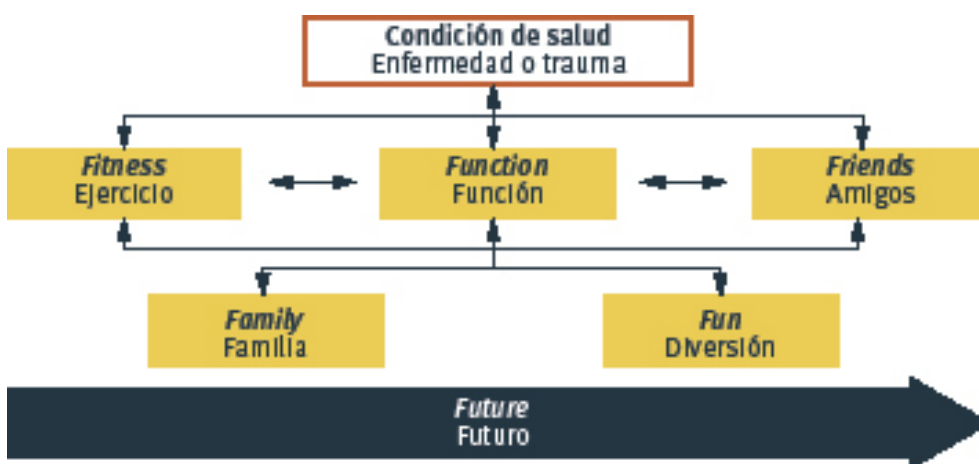 Condición de salud
Enfermedad o trauma
Fitness
Ejercicio
Function
Función
Friends
Amigos
Family
Familia
Fun
Diversión
Future
Futuro